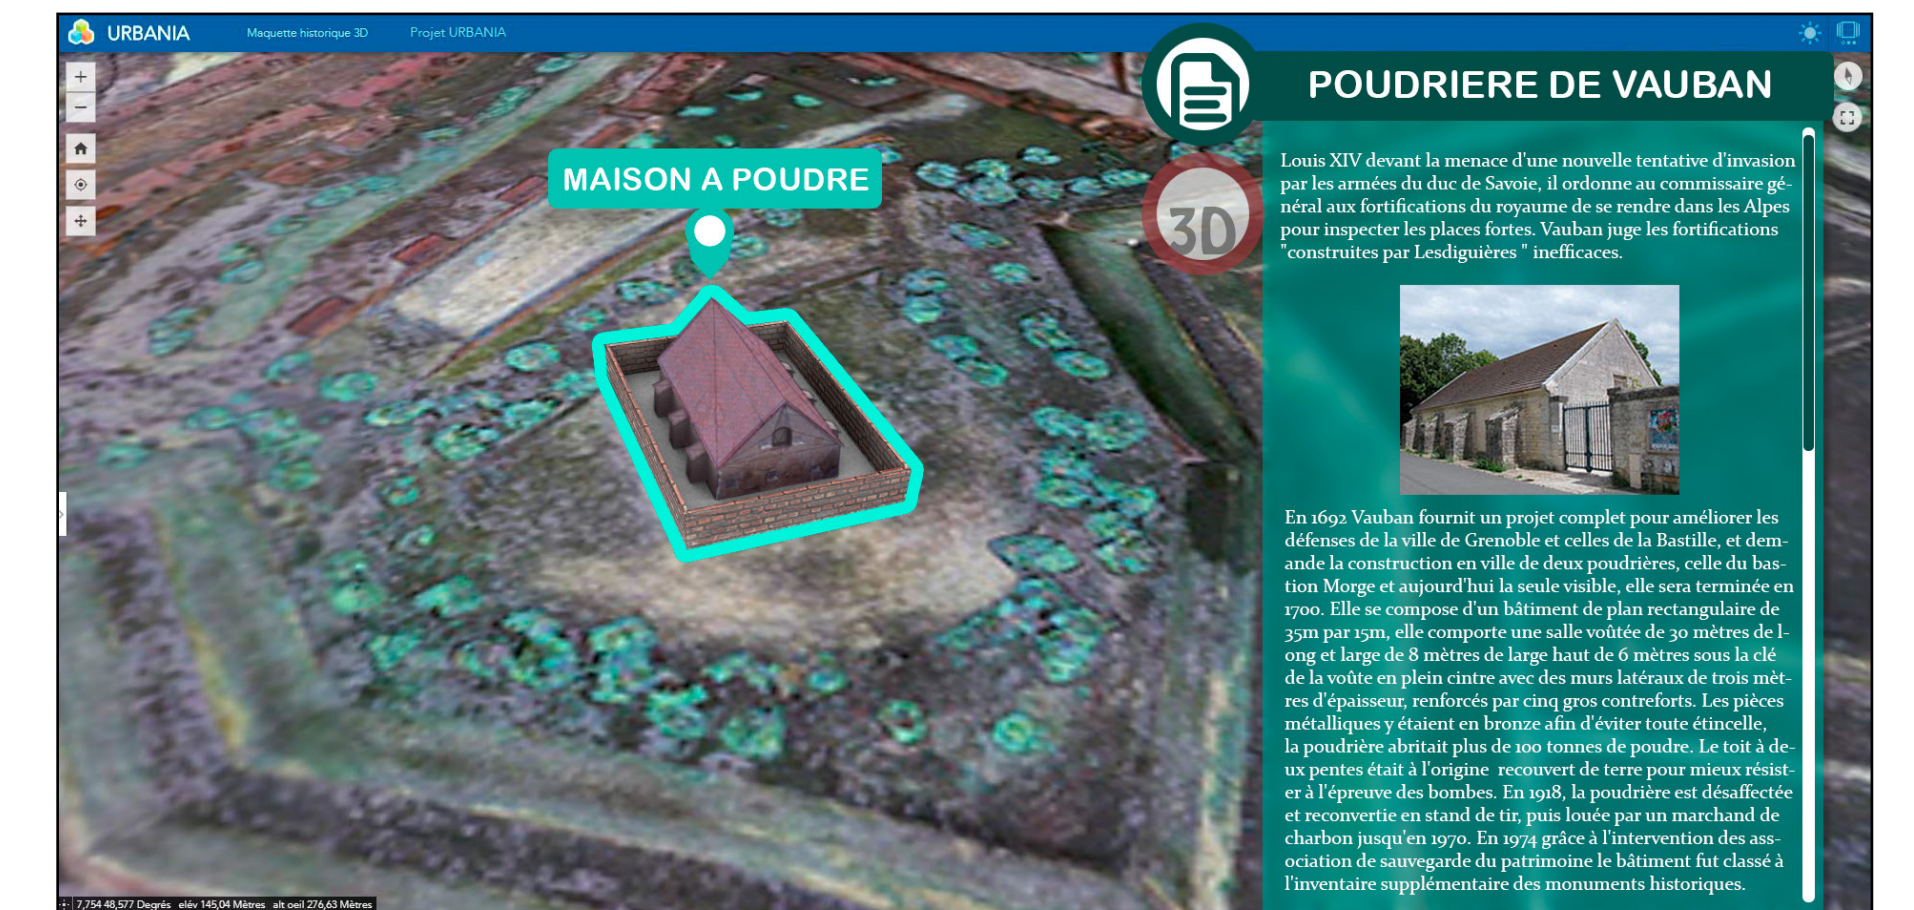 URBANIA
Maquette historique 3D
Projet URBANIA
POUDRIERE DE VAUBAN
MAISON A POUDRE
3D
Louis XIV devant la menace d'une nouvelle tentative d'invasion
par les armées du duc de Savoie, il ordonne au commissaire gé-
néral aux fortifications du royaume de se rendre dans les Alpes
pour inspecter les places fortes. Vauban juge les fortifications
"construites par Lesdiguières " inefficaces.
En 1692 Vauban fournit un projet complet pour améliorer les
défenses de la ville de Grenoble et celles de la Bastille, et dem-
ande la construction en ville de deux poudrières, celle du bas-
tion Morge et aujourd'hui la seule visible, elle sera terminée en
1700. Elle se compose d'un bâtiment de plan rectangulaire de
35m par 15m, elle comporte une salle voûtée de 30 mètres de l-
ong et large de 8 mètres de large haut de 6 mètres sous la clé
de la voûte en plein cintre avec des murs latéraux de trois mèt-
res d'épaisseur, renforcés par cinq gros contreforts. Les pièces
métalliques y étaient en bronze afin d'éviter toute étincelle,
la poudrière abritait plus de 100 tonnes de poudre. Le toit à de-
ux pentes était à l'origine recouvert de terre pour mieux résist-
er à l'épreuve des bombes. En 1918, la poudrière est désaffectée
et reconvertie en stand de tir, puis louée par un marchand de
charbon jusqu'en 1970. En 1974 grâce à l'intervention des ass-
ociation de sauvegarde du patrimoine le bâtiment fut classé à
l'inventaire supplémentaire des monuments historiques.
7,754 48,577 Degrés elév 145,04 Mètres alt oeil 276,63 Mètres